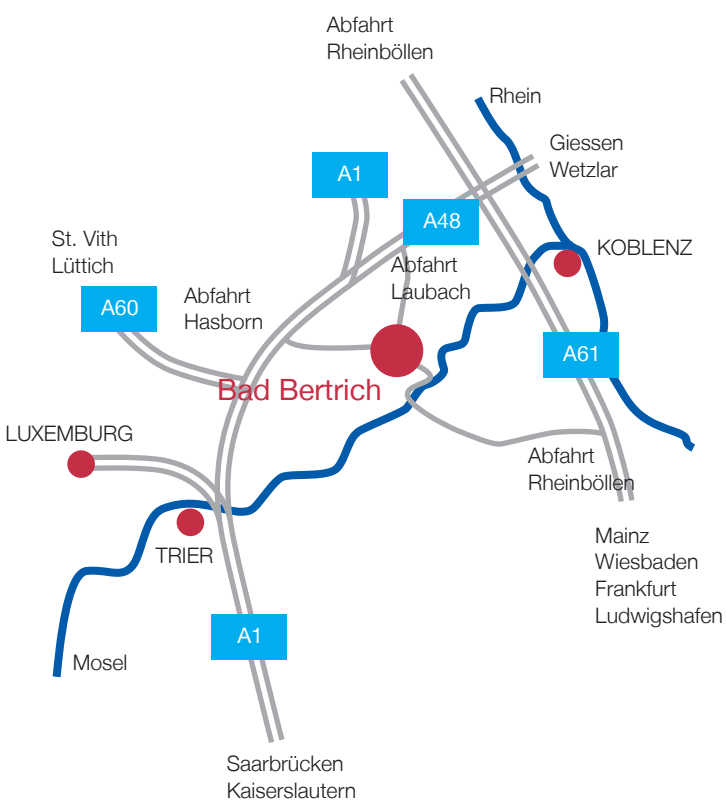 Abfahrt
Rheinböllen
Rhein
Giessen
Wetzlar
A1
A48
St. Vith
Lüttich
KOBLENZ
Abfahrt
Laubach
A60
Abfahrt
Hasborn
A61
Bad Bertrich
LUXEMBURG
Abfahrt
Rheinböllen
Mainz
Wiesbaden
Frankfurt
Ludwigshafen
TRIER
A1
Mosel
Saarbrücken
Kaiserslautern